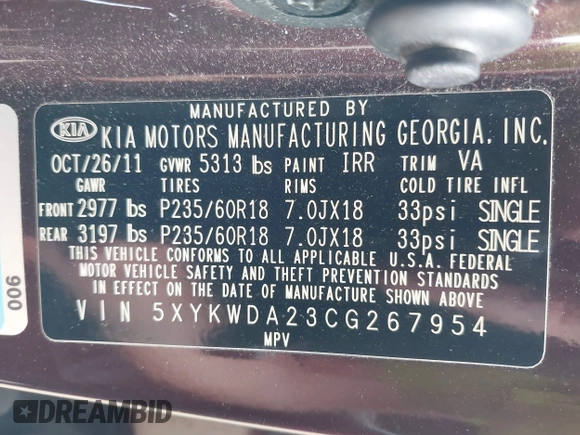 MANUFACTURED BY
KIA KIA MOTORS MANUFACTURING GEORGIA, INC.
OCT/26/11 GVWR 5313 lbs PAINT IRR TRIM VA
GAWR TIRES RIMS COLD TIRE INFL
FRONT 2977 lbs P235/60R18 7.0JX18 33psi SINGLE
REAR 3197 lbs P235/60R18 7.0JX18 33psi SINGLE
THIS VEHICLE CONFORMS TO ALL APPLICABLE U.S.A. FEDERAL
MOTOR VEHICLE SAFETY AND THEFT PREVENTION STANDARDS
IN EFFECT ON THE DATE OF MANUFACTURE SHOWN ABOVE.
VIN 5XYKWDA23CG267954
MPV
006
DREAMBID